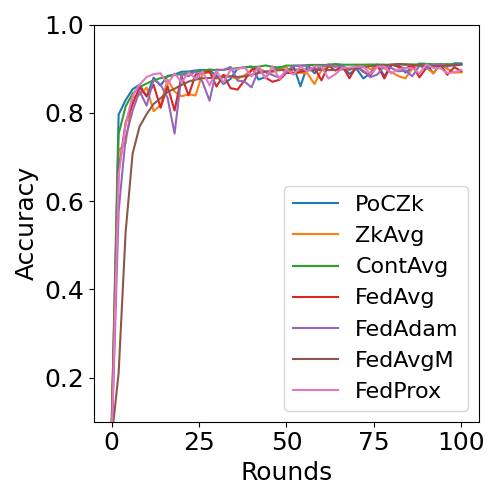 1.0
0.8
0.6
0.4
0.2
Accuracy
PoCZk
ZkAvg
ContAvg
FedAvg
FedAdam
FedAvgM
FedProx
0 25 50 75 100
Rounds